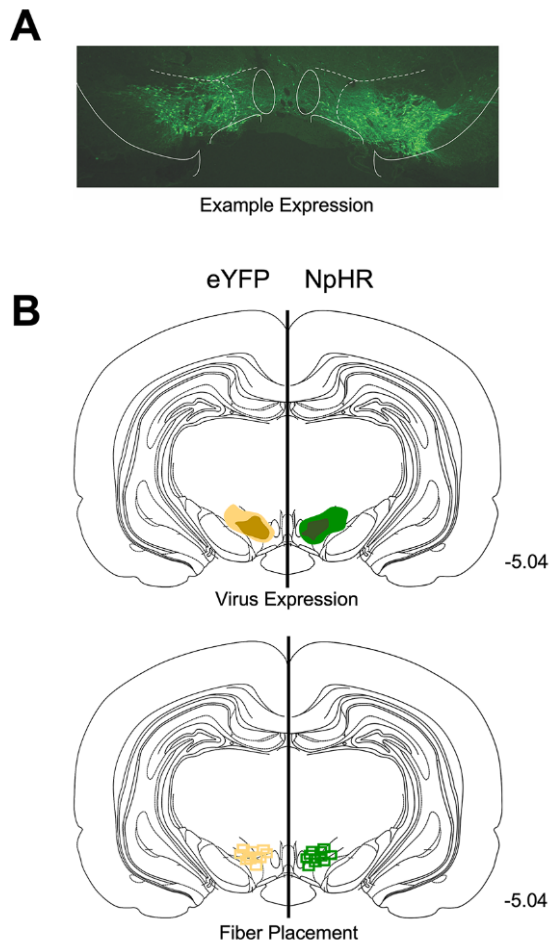 A
Example Expression
eYFP NpHR
B
-5.04
Virus Expression
-5.04
Fiber Placement